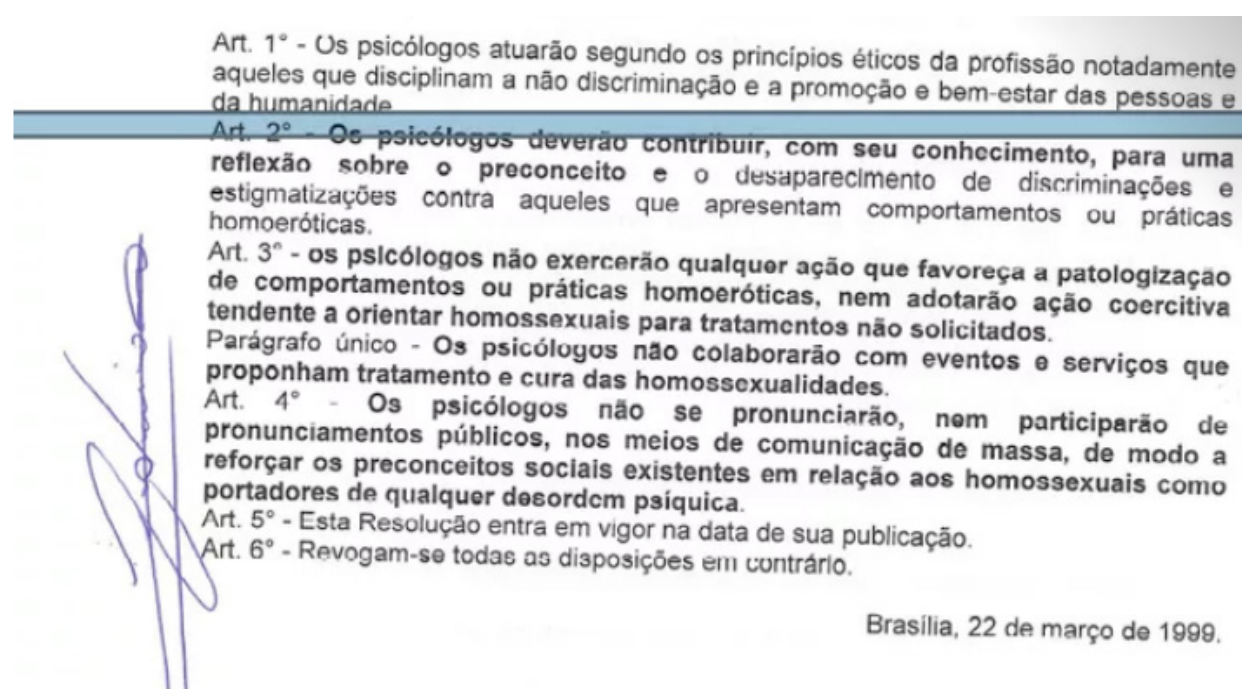 Art. 1° - Os psicólogos atuarão segundo os princípios éticos da profissão notadamente
aqueles que disciplinam a não discriminação e a promoção e bem-estar das pessoas e
da humanidade
Art. 2° - Os psicólogos deverão contribuir, com seu conhecimento, para uma
reflexão sobre o preconceito e o desaparecimento de discriminações e
estigmatizações contra aqueles que apresentam comportamentos ou práticas
homoeróticas.
Art. 3° - os psicólogos não exercerão qualquer ação que favoreça a patologização
de comportamentos ou práticas homoeróticas, nem adotarão ação coercitiva
tendente a orientar homossexuais para tratamentos não solicitados.
Parágrafo único - Os psicólogos não colaborarão com eventos e serviços que
proponham tratamento e cura das homossexualidades.
Art. 4° - Os psicólogos não se pronunciarão, nem participarão de
pronunciamentos públicos, nos meios de comunicação de massa, de modo a
reforçar os preconceitos sociais existentes em relação aos homossexuais como
portadores de qualquer desordem psíquica.
Art. 5° - Esta Resolução entra em vigor na data de sua publicação.
Art. 6° - Revogam-se todas as disposições em contrário.
Brasília, 22 de março de 1999.